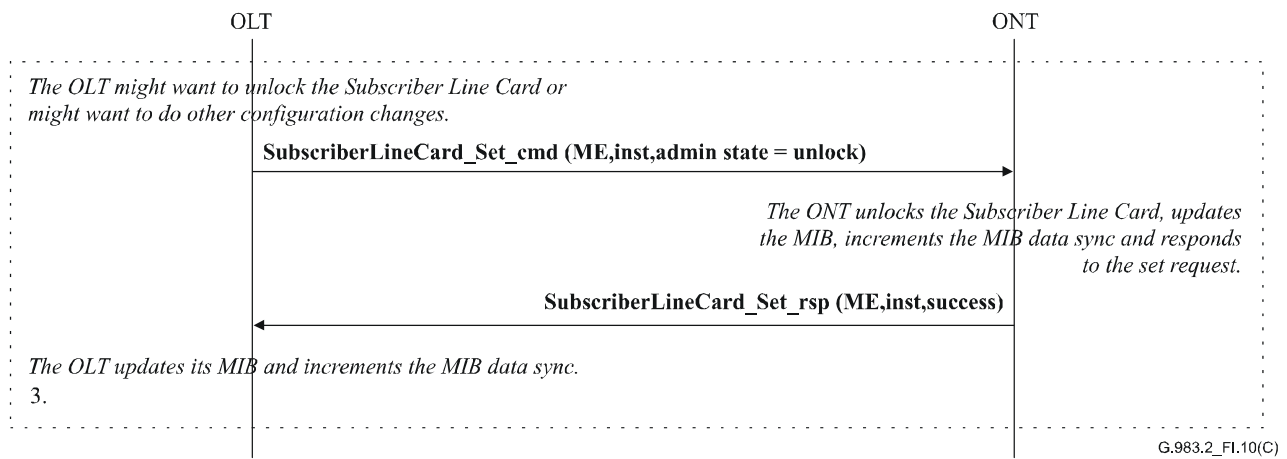 OLT
ONT
The OLT might want to unlock the Subscriber Line Card or
might want to do other configuration changes.
SubscriberLineCard_Set_cmd (ME,inst,admin state = unlock)
The ONT unlocks the Subscriber Line Card, updates
the MIB, increments the MIB data sync and responds
to the set request.
SubscriberLineCard_Set_rsp (ME,inst,success)
The OLT updates its MIB and increments the MIB data sync.
3.
G.983.2_FI.10(C)